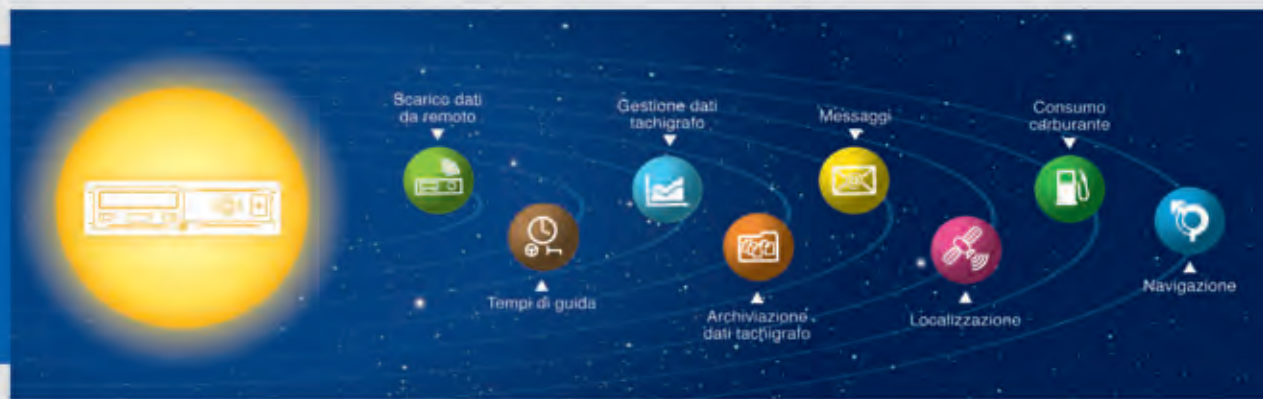 Scarico dati
da remoto
Tempi di guida
Gestione dati
tachigrafo
Archiviazione
dati tachigrafo
Messaggi
Localizzazione
Consumo
carburante
Navigazione